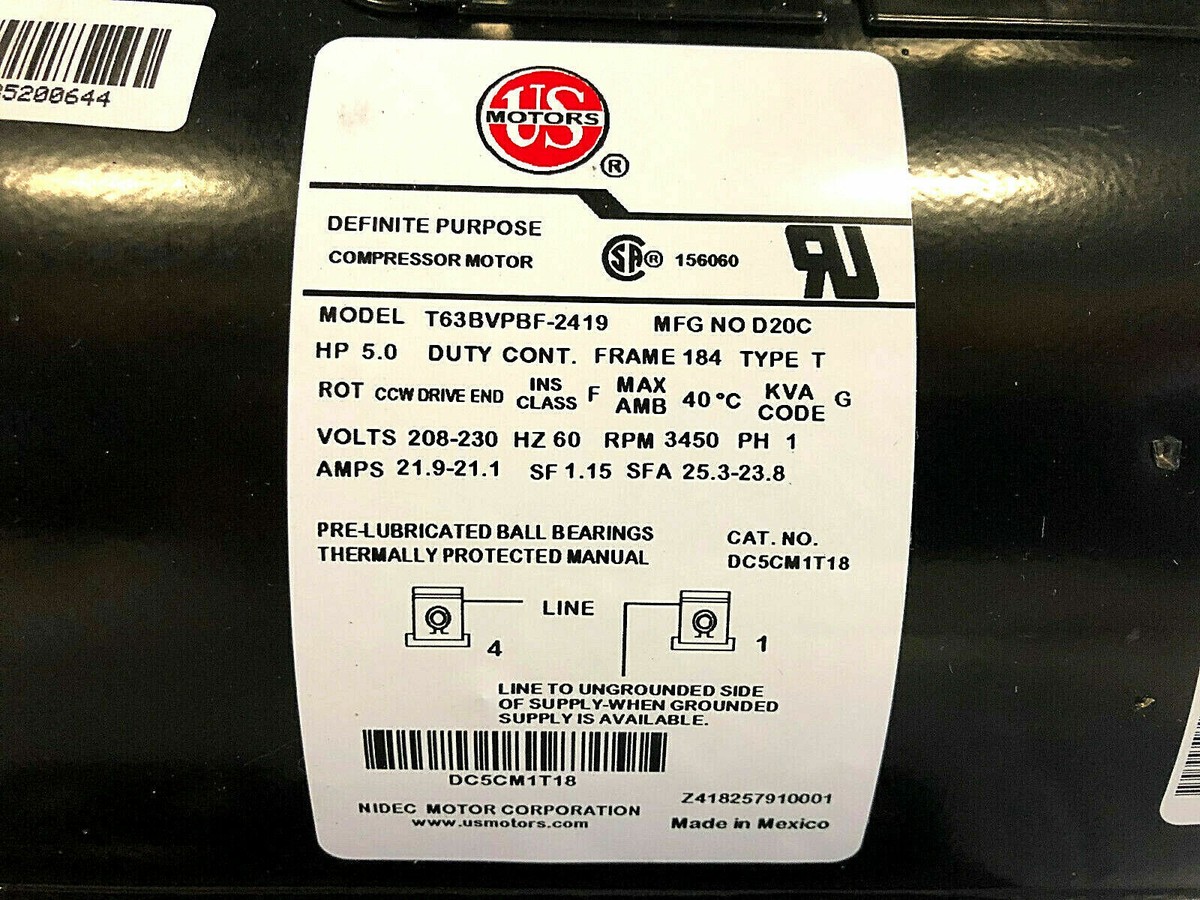 5200644
US
MOTORS
®
DEFINITE PURPOSE
COMPRESSOR MOTOR
SA ® 156060
RU
MODEL T63BVPBF-2419 MFG NO D20C
HP 5.0 DUTY CONT. FRAME 184 TYPE T
ROT CCW DRIVE END INS CLASS F MAX AMB 40°C KVA CODE G
VOLTS 208-230 HZ 60 RPM 3450 PH 1
AMPS 21.9-21.1 SF 1.15 SFA 25.3-23.8
PRE-LUBRICATED BALL BEARINGS CAT. NO.
THERMALLY PROTECTED MANUAL DC5CM1T18
LINE
4 1
LINE TO UNGROUNDED SIDE
OF SUPPLY-WHEN GROUNDED
SUPPLY IS AVAILABLE.
DC5CM1T18
NIDEC MOTOR CORPORATION Z418257910001
www.usmotors.com Made in Mexico